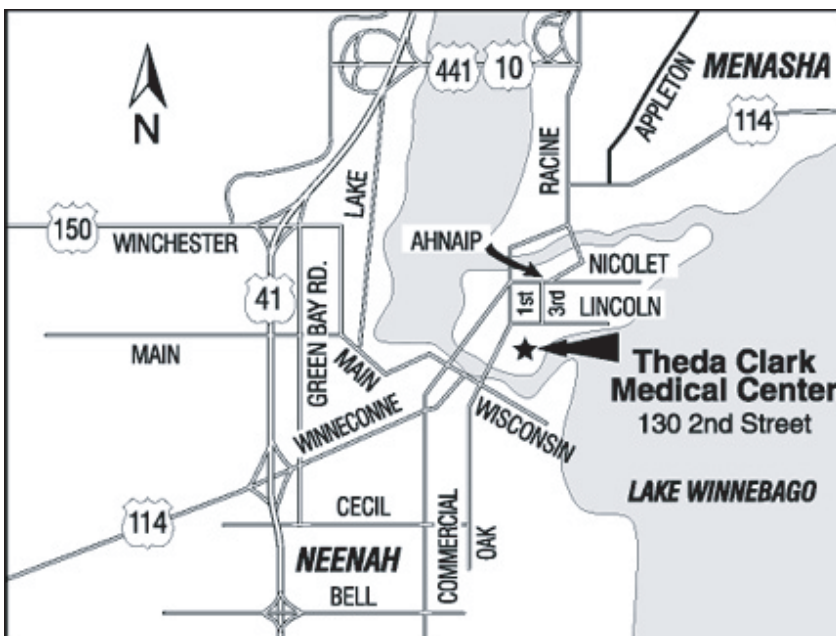 441
10
MENASHA
APPLETON
114
N
LAKE
RACINE
150
WINCHESTER
AHNAIP
NICOLET
41
GREEN BAY RD.
1st
3rd
LINCOLN
MAIN
MAIN
Theda Clark
Medical Center
130 2nd Street
WINNECONNE
WISCONSIN
LAKE WINNEBAGO
114
CECIL
COMMERCIAL
OAK
NEENAH
BELL